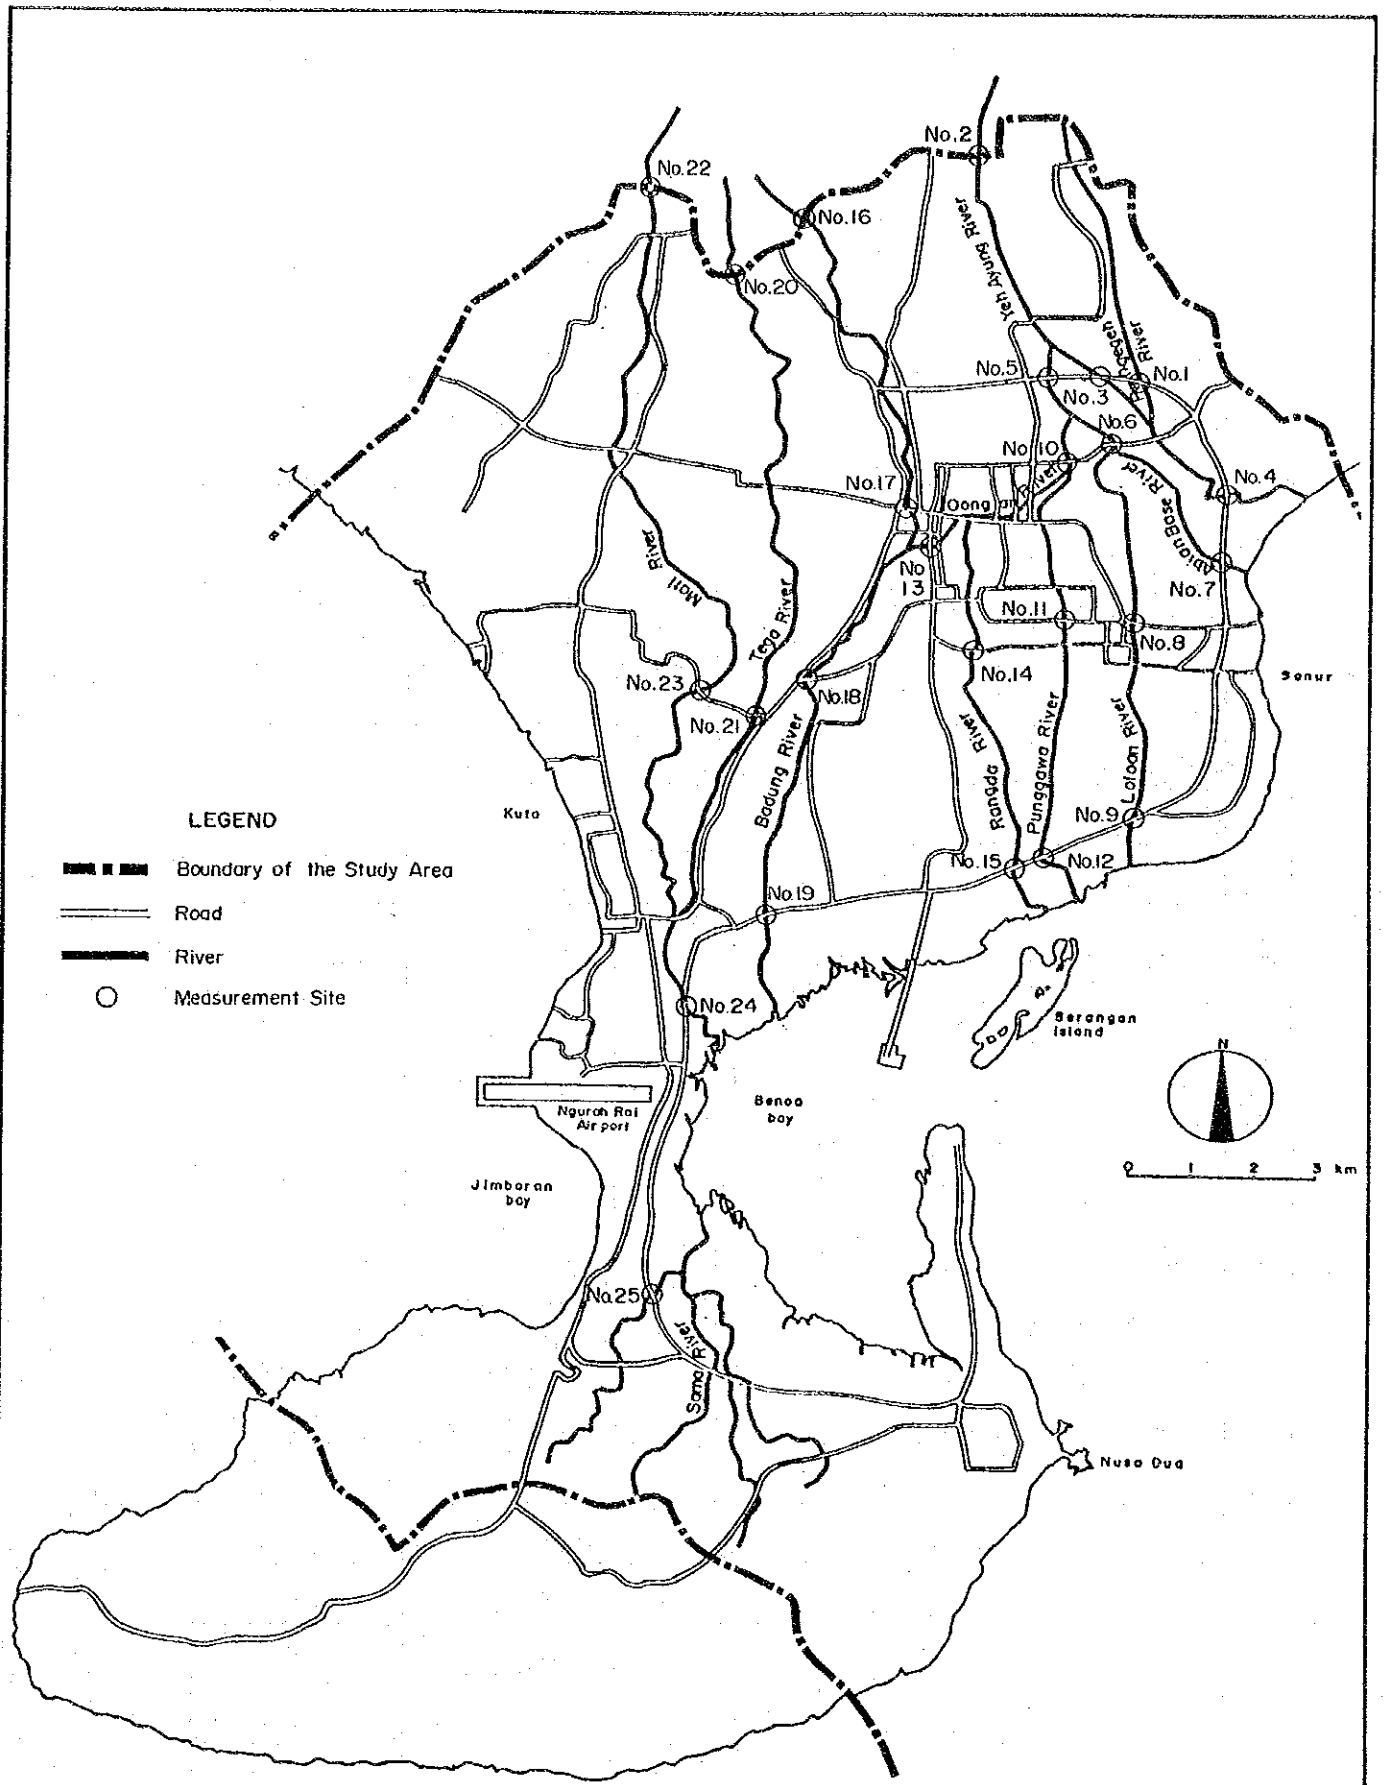 No.2
No.22
No.16
No.20
Yeh Ayung River
River
No.5
No.1
No.3
No.6
No.10
No.17
No.4
River
Abian Base River
Oongan
No
13
No.7
Mati River
Tega River
No.11
No.8
No.14
No.23
No.18
No.21
Sanur
Badung River
Rangda River
Punggawa River
Loloan River
No.9
LEGEND
Kuta
Boundary of the Study Area
No.15
No.12
Road
No.19
River
Measurement Site
No.24
Serangan
Island
N
Ngurah Rai
Airport
Benoa
bay
0 1 2 3 km
Jimbaran
bay
No.25
Sama River
Nusa Dua